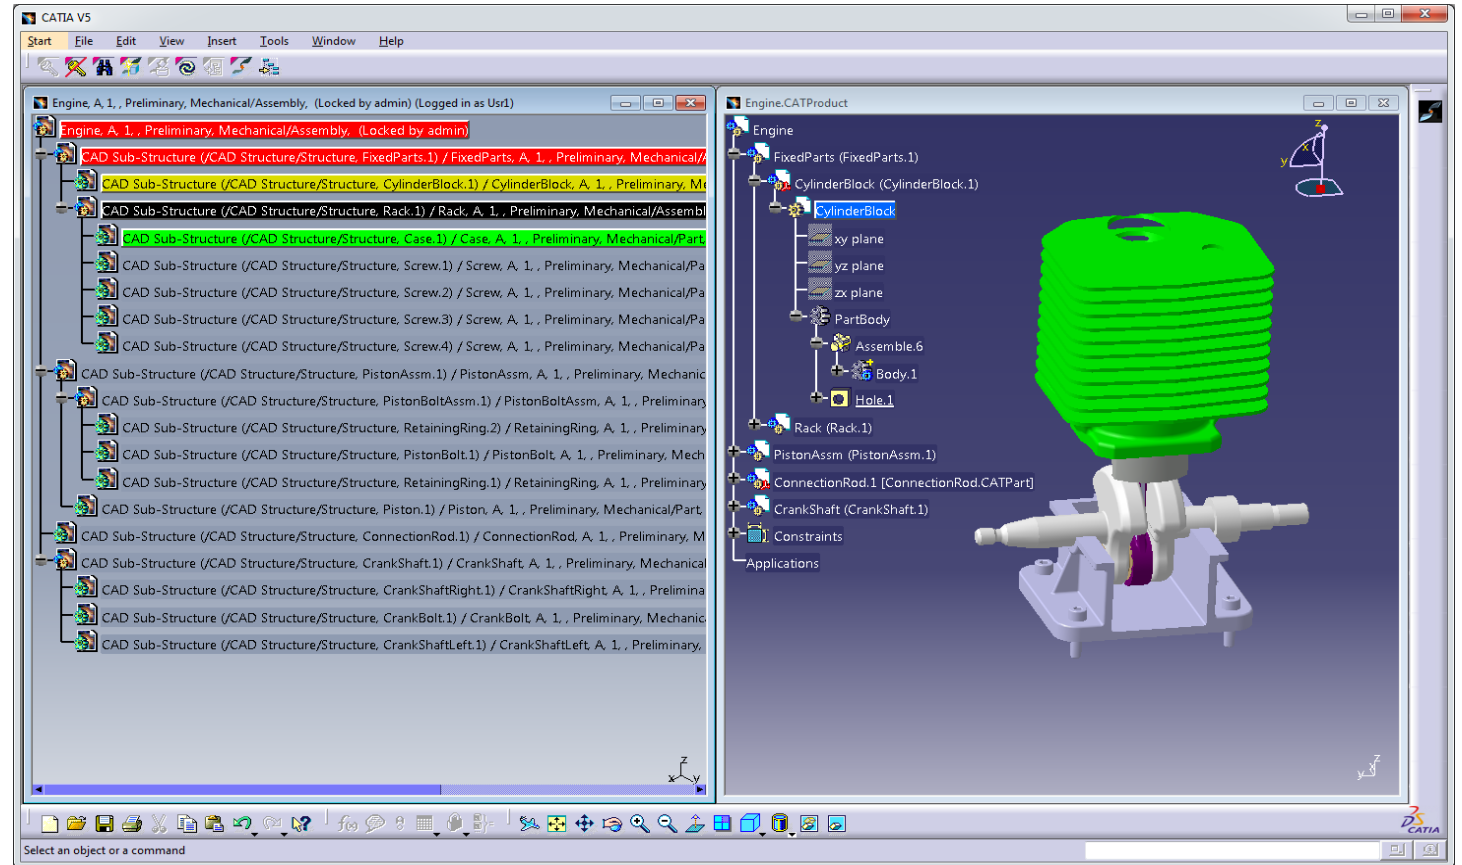 CATIA V5
Start File Edit View Insert Tools Window Help
Engine, A, 1, , Preliminary, Mechanical/Assembly, (Locked by admin) (Logged in as Usr1)
Engine, A, 1, , Preliminary, Mechanical/Assembly, (Locked by admin)
CAD Sub-Structure (/CAD Structure/Structure, FixedParts.1) / FixedParts, A, 1, , Preliminary, Mechanical/A
CAD Sub-Structure (/CAD Structure/Structure, CylinderBlock.1) / CylinderBlock, A, 1, , Preliminary, Me
CAD Sub-Structure (/CAD Structure/Structure, Rack.1) / Rack, A, 1, , Preliminary, Mechanical/Assembl
CAD Sub-Structure (/CAD Structure/Structure, Case.1) / Case, A, 1, , Preliminary, Mechanical/Part,
CAD Sub-Structure (/CAD Structure/Structure, Screw.1) / Screw, A, 1, , Preliminary, Mechanical/Pa
CAD Sub-Structure (/CAD Structure/Structure, Screw.2) / Screw, A, 1, , Preliminary, Mechanical/Pa
CAD Sub-Structure (/CAD Structure/Structure, Screw.3) / Screw, A, 1, , Preliminary, Mechanical/Pa
CAD Sub-Structure (/CAD Structure/Structure, Screw.4) / Screw, A, 1, , Preliminary, Mechanical/Pa
CAD Sub-Structure (/CAD Structure/Structure, PistonAssm.1) / PistonAssm, A, 1, , Preliminary, Mechanic
CAD Sub-Structure (/CAD Structure/Structure, PistonBoltAssm.1) / PistonBoltAssm, A, 1, , Preliminary
CAD Sub-Structure (/CAD Structure/Structure, RetainingRing.2) / RetainingRing, A, 1, , Preliminary
CAD Sub-Structure (/CAD Structure/Structure, PistonBolt.1) / PistonBolt, A, 1, , Preliminary, Mech
CAD Sub-Structure (/CAD Structure/Structure, RetainingRing.1) / RetainingRing, A, 1, , Preliminary
CAD Sub-Structure (/CAD Structure/Structure, Piston.1) / Piston, A, 1, , Preliminary, Mechanical/Part,
CAD Sub-Structure (/CAD Structure/Structure, ConnectionRod.1) / ConnectionRod, A, 1, , Preliminary, M
CAD Sub-Structure (/CAD Structure/Structure, CrankShaft.1) / CrankShaft, A, 1, , Preliminary, Mechanical
CAD Sub-Structure (/CAD Structure/Structure, CrankShaftRight.1) / CrankShaftRight, A, 1, , Prelimina
CAD Sub-Structure (/CAD Structure/Structure, CrankBolt.1) / CrankBolt, A, 1, , Preliminary, Mechanic
CAD Sub-Structure (/CAD Structure/Structure, CrankShaftLeft.1) / CrankShaftLeft, A, 1, , Preliminary,
z
x y
Engine.CATProduct
Engine
FixedParts (FixedParts.1)
CylinderBlock (CylinderBlock.1)
CylinderBlock
xy plane
yz plane
zx plane
PartBody
Assemble.6
Body.1
Hole.1
Rack (Rack.1)
PistonAssm (PistonAssm.1)
ConnectionRod.1 [ConnectionRod.CATPart]
CrankShaft (CrankShaft.1)
Constraints
Applications
z
x
y
z
x
y
f(x)
CATIA
Select an object or a command